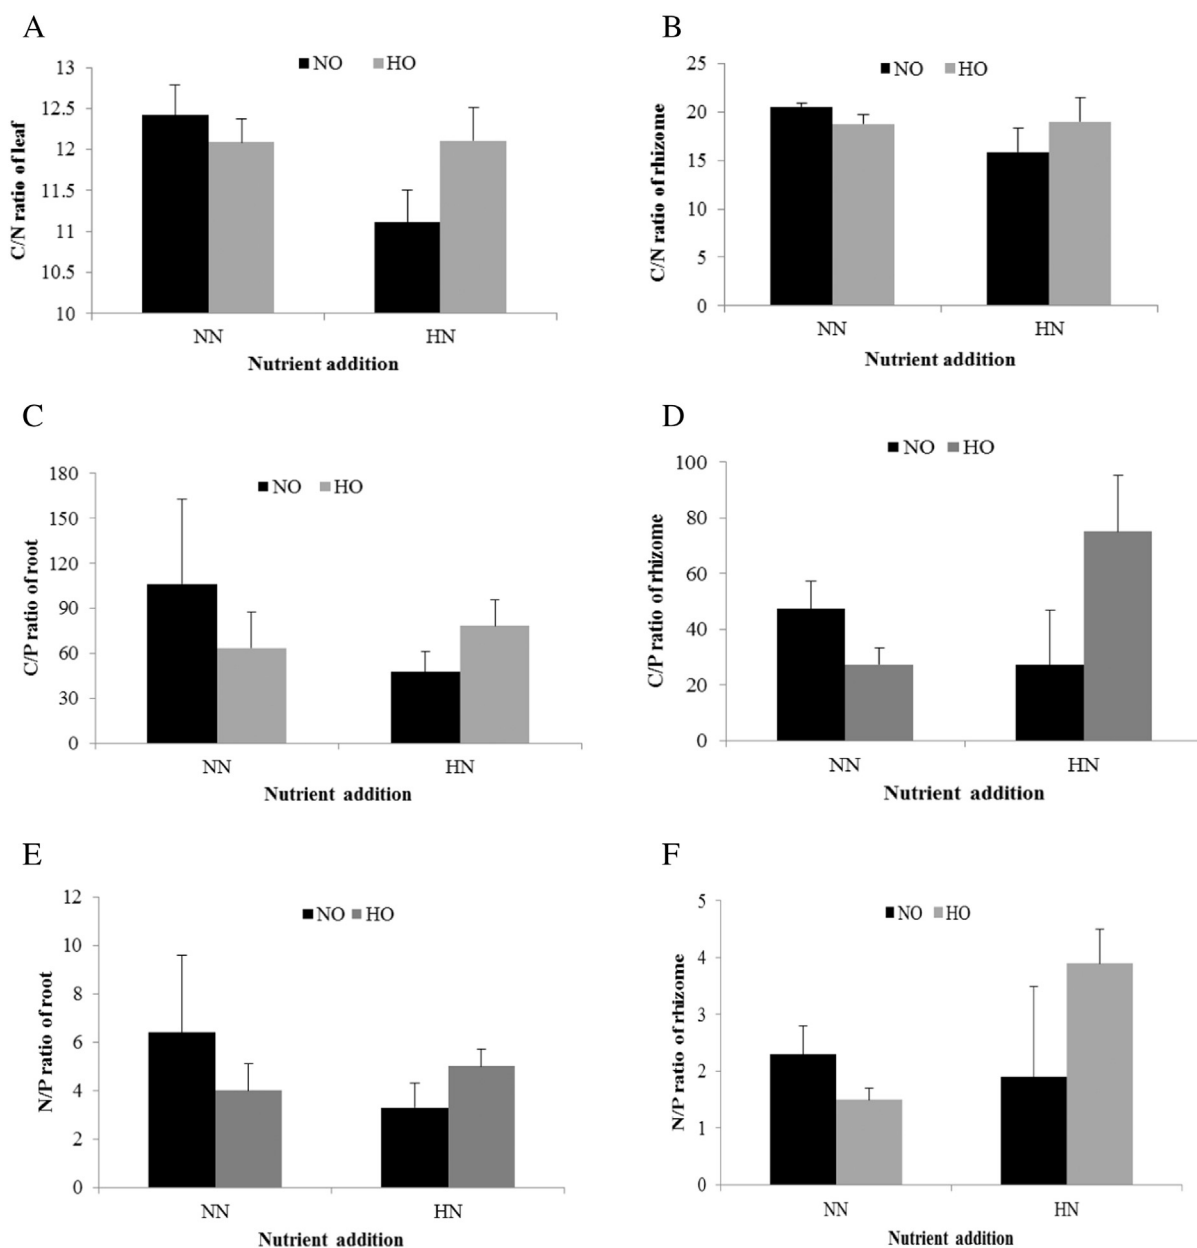 A
NO HO
13
12.5
12
11.5
11
10.5
10
C/N ratio of leaf
NN HN
Nutrient addition
B
NO HO
25
20
15
10
5
0
C/N ratio of rhizome
NN HN
Nutrient addition
C
NO HO
180
150
120
90
60
30
0
C/P ratio of root
NN HN
Nutrient addition
D
NO HO
100
80
60
40
20
0
C/P ratio of rhizome
NN HN
Nutrient addition
E
NO HO
12
10
8
6
4
2
0
N/P ratio of root
NN HN
Nutrient addition
F
NO HO
5
4
3
2
1
0
N/P ratio of rhizome
NN HN
Nutrient addition